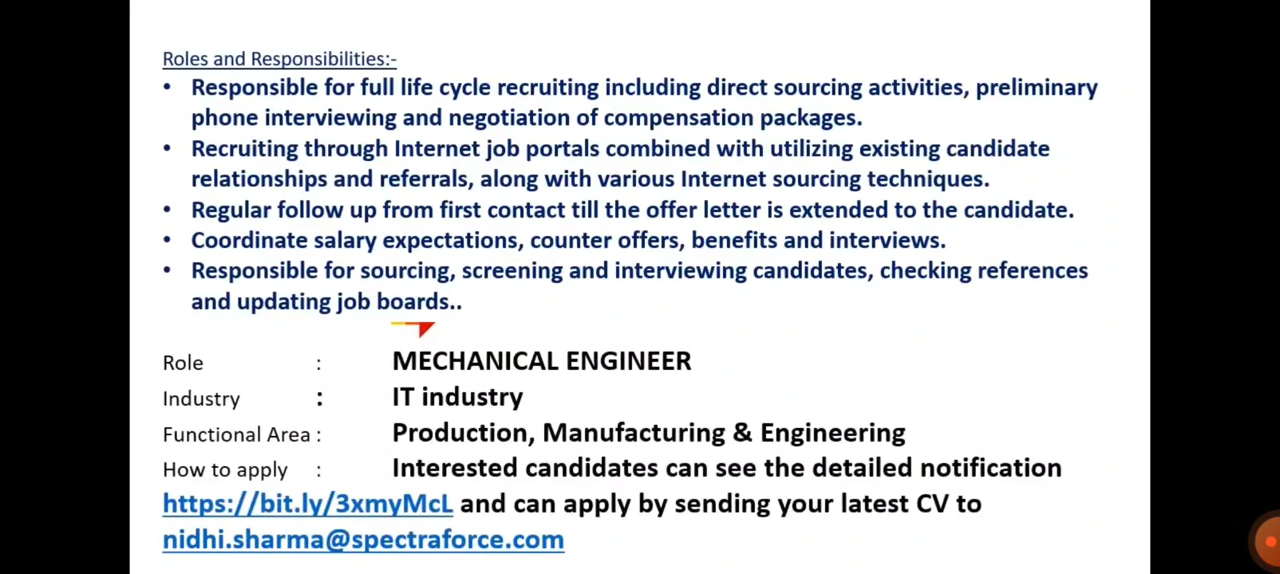 Roles and Responsibilities:-
• Responsible for full life cycle recruiting including direct sourcing activities, preliminary
phone interviewing and negotiation of compensation packages.
• Recruiting through Internet job portals combined with utilizing existing candidate
relationships and referrals, along with various Internet sourcing techniques.
• Regular follow up from first contact till the offer letter is extended to the candidate.
• Coordinate salary expectations, counter offers, benefits and interviews.
• Responsible for sourcing, screening and interviewing candidates, checking references
and updating job boards..
Role : MECHANICAL ENGINEER
Industry : IT industry
Functional Area : Production, Manufacturing & Engineering
How to apply : Interested candidates can see the detailed notification
https://bit.ly/3xmyMcL and can apply by sending your latest CV to
nidhi.sharma@spectraforce.com